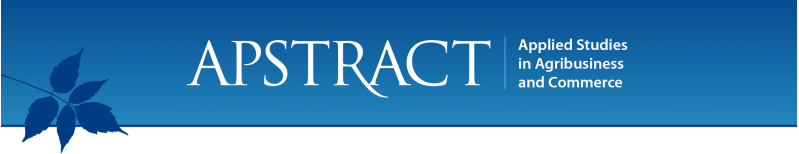 APSTRACT
Applied Studies
in Agribusiness
and Commerce